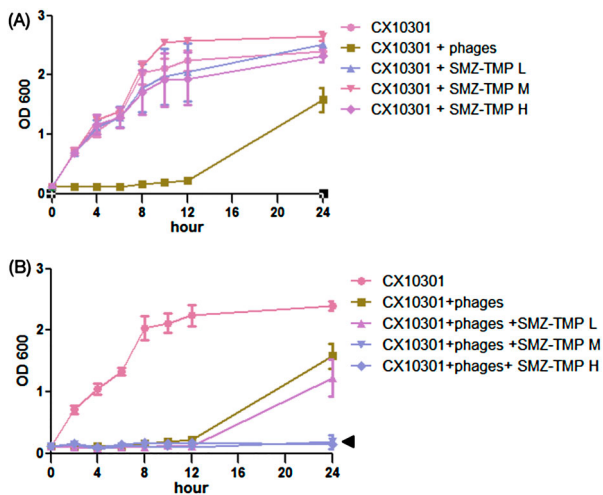 (A)
3
2
1
0
OD 600
0 4 8 12 16 20 24
hour
CX10301
CX10301 + phages
CX10301 + SMZ-TMP L
CX10301 + SMZ-TMP M
CX10301 + SMZ-TMP H
(B)
3
2
1
0
OD 600
0 4 8 12 16 20 24
hour
CX10301
CX10301+phages
CX10301+phages +SMZ-TMP L
CX10301+phages +SMZ-TMP M
CX10301+phages+ SMZ-TMP H